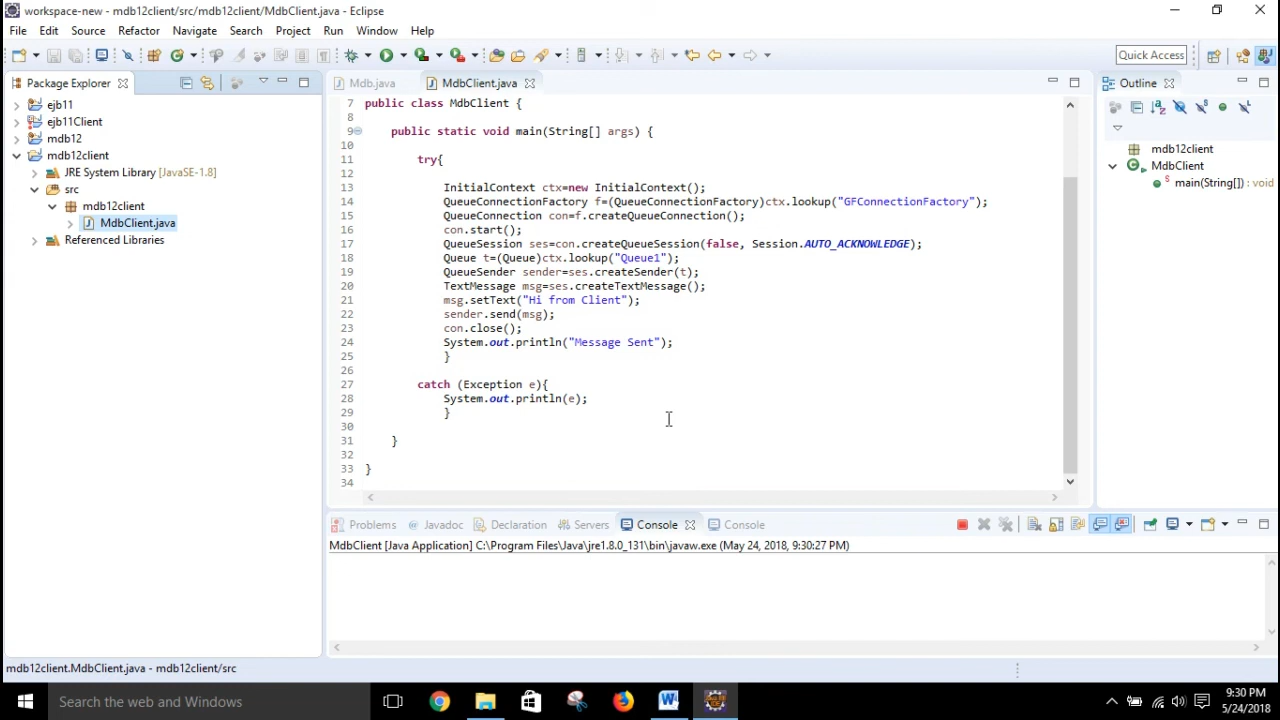 workspace-new - mdb12client/src/mdb12client/MdbClient.java - Eclipse
File Edit Source Refactor Navigate Search Project Run Window Help
Quick Access
Package Explorer
ejb11
ejb11Client
mdb12
mdb12client
JRE System Library [JavaSE-1.8]
src
mdb12client
MdbClient.java
Referenced Libraries
Mdb.java MdbClient.java
7 public class MdbClient {
8
9 public static void main(String[] args) {
10
11 try{
12
13 InitialContext ctx=new InitialContext();
14 QueueConnectionFactory f=(QueueConnectionFactory)ctx.lookup("GFConnectionFactory");
15 QueueConnection con=f.createQueueConnection();
16 con.start();
17 QueueSession ses=con.createQueueSession(false, Session.AUTO_ACKNOWLEDGE);
18 Queue t=(Queue)ctx.lookup("Queue1");
19 QueueSender sender=ses.createSender(t);
20 TextMessage msg=ses.createTextMessage();
21 msg.setText("Hi from Client");
22 sender.send(msg);
23 con.close();
24 System.out.println("Message Sent");
25 }
26
27 catch (Exception e){
28 System.out.println(e);
29 }
30
31 }
32
33 }
34
Outline
mdb12client
MdbClient
main(String[]) : void
Problems Javadoc Declaration Servers Console Console
MdbClient [Java Application] C:\Program Files\Java\jre1.8.0_131\bin\javaw.exe (May 24, 2018, 9:30:27 PM)
mdb12client.MdbClient.java - mdb12client/src
Search the web and Windows
9:30 PM
5/24/2018